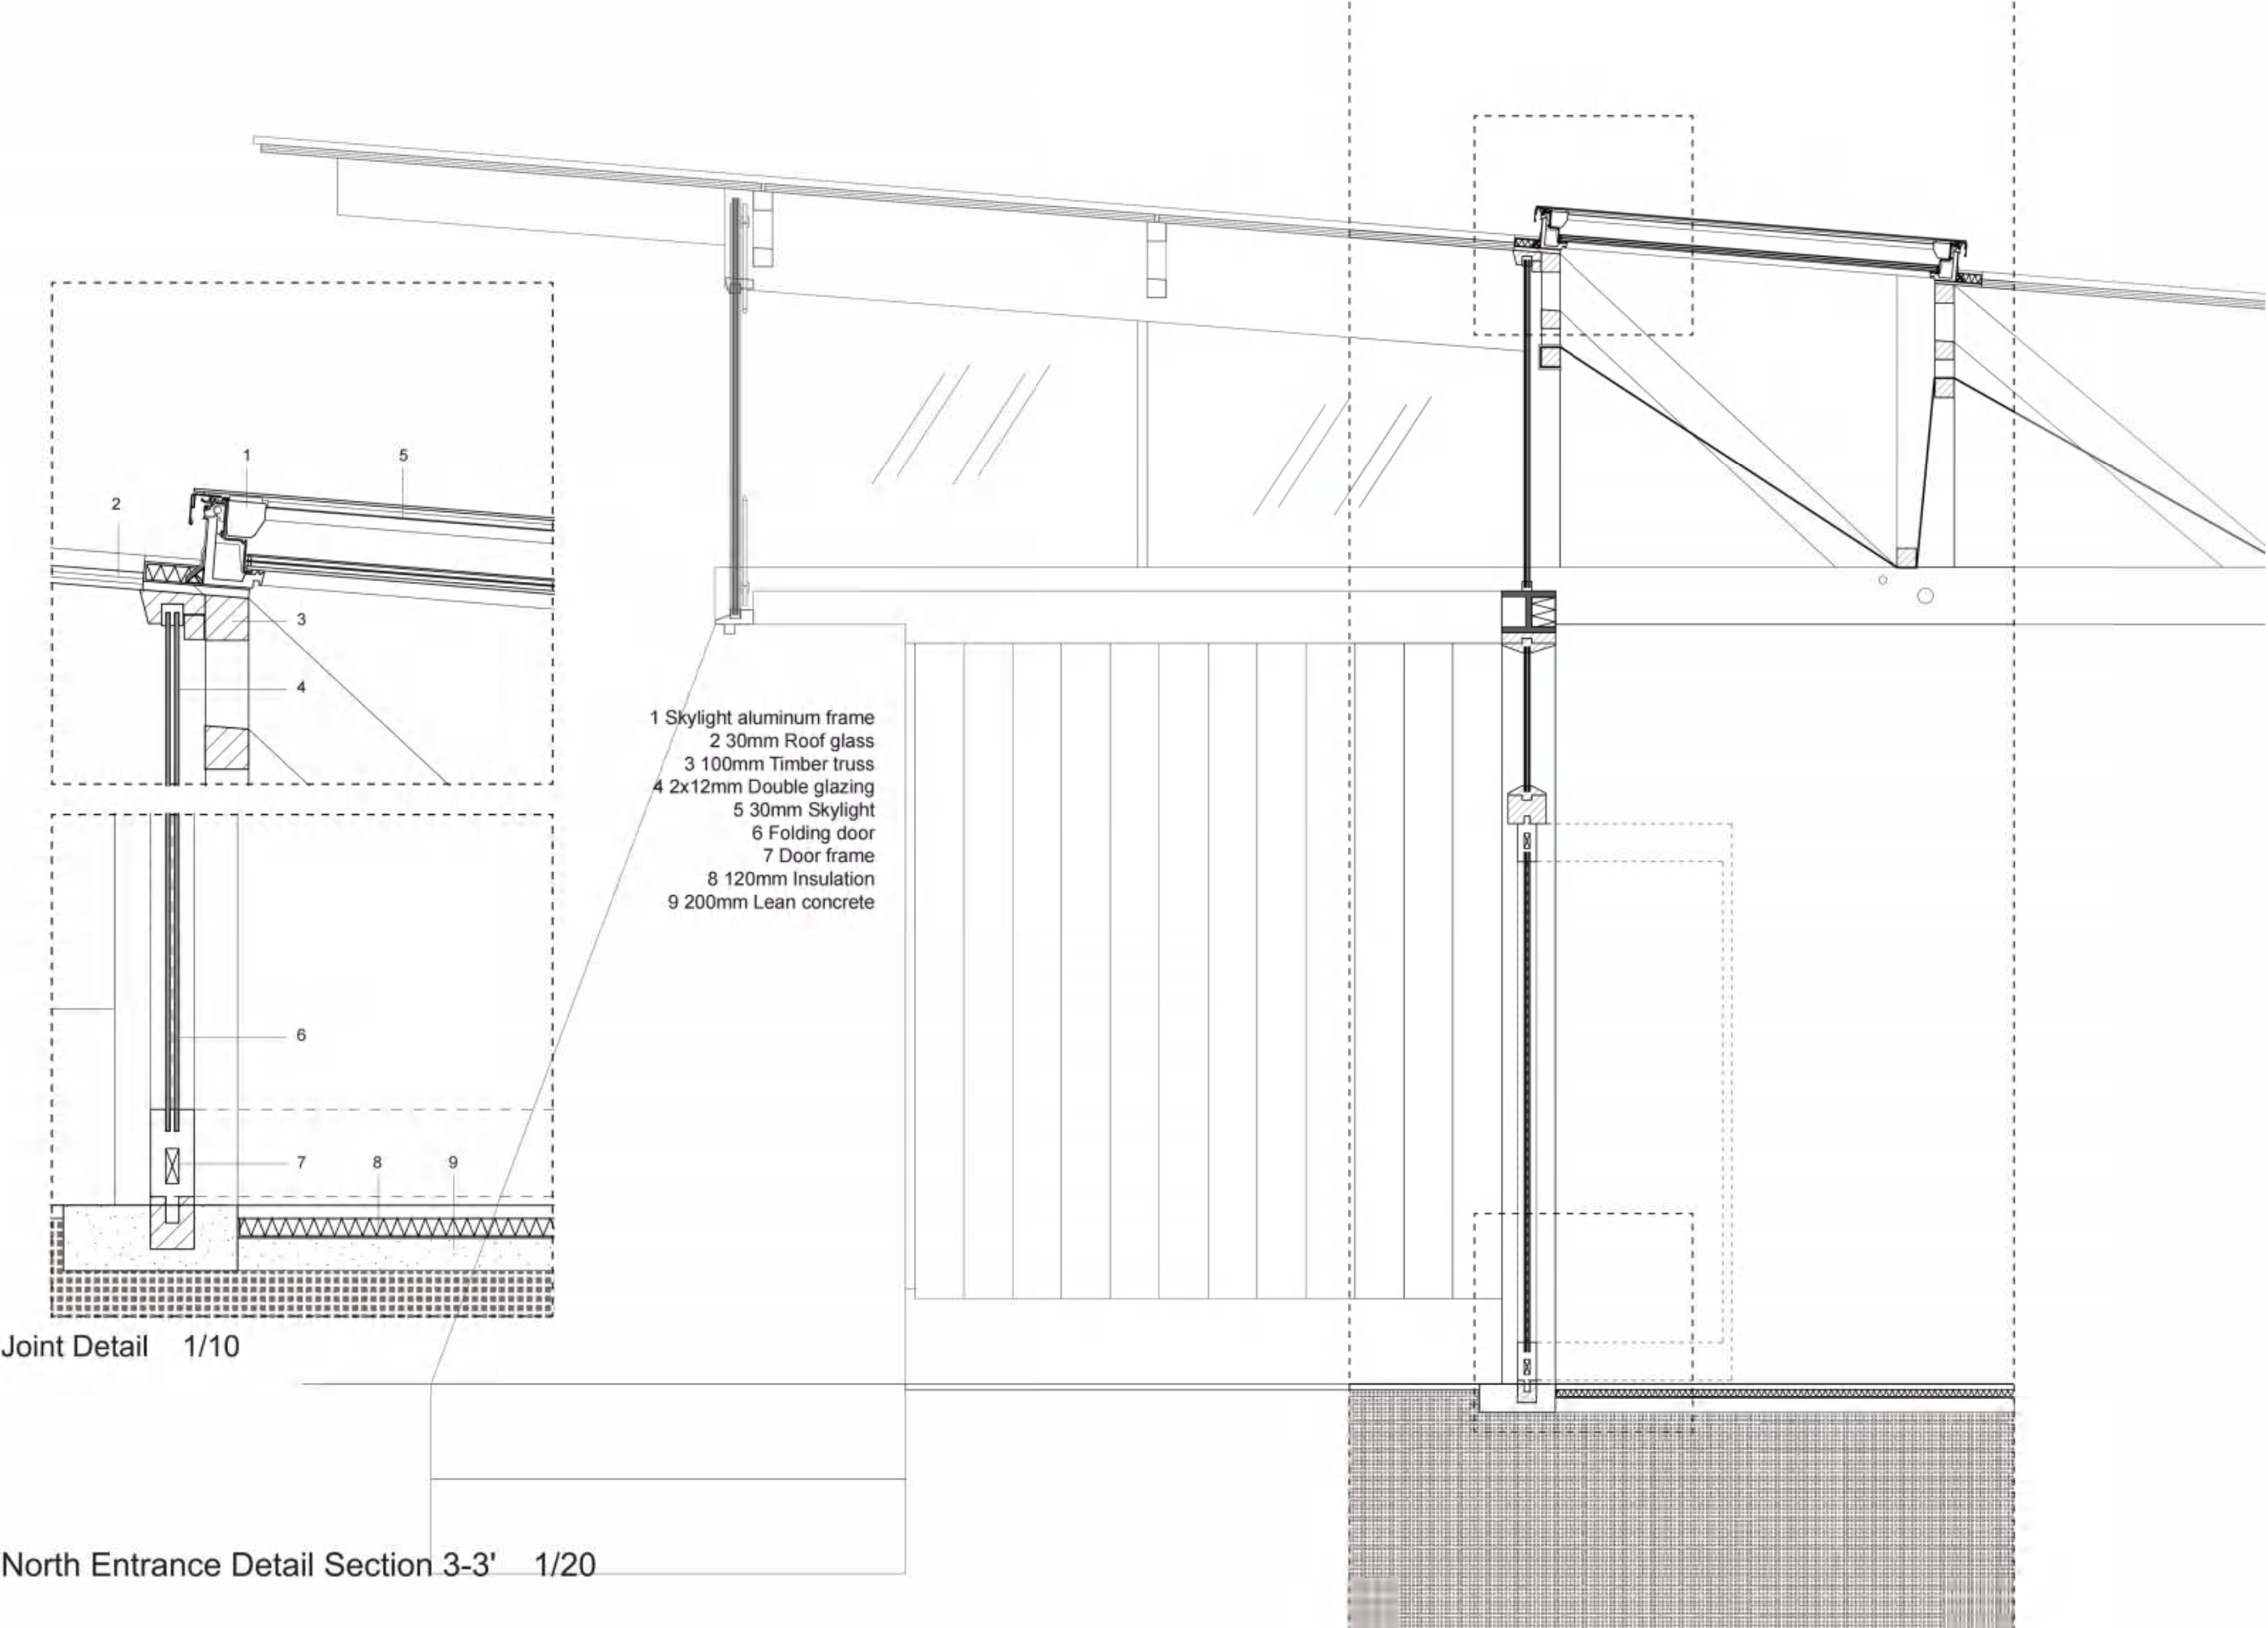 1
5
2
3
4
1 Skylight aluminum frame
2 30mm Roof glass
3 100mm Timber truss
4 2x12mm Double glazing
5 30mm Skylight
6 Folding door
7 Door frame
8 120mm Insulation
9 200mm Lean concrete
6
7
8
9
Joint Detail 1/10
North Entrance Detail Section 3-3' 1/20